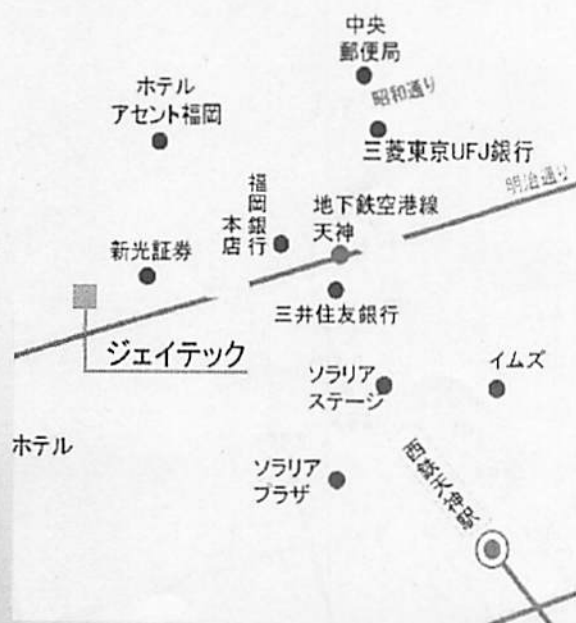 中央
郵便局
昭和通り
ホテル
アセント福岡
三菱東京UFJ銀行
明治通り
福岡銀行
本店
地下鉄空港線
天神
新光証券
三井住友銀行
ジェイテック
ソラリア
ステージ
イムズ
ホテル
ソラリア
プラザ
西鉄天神駅